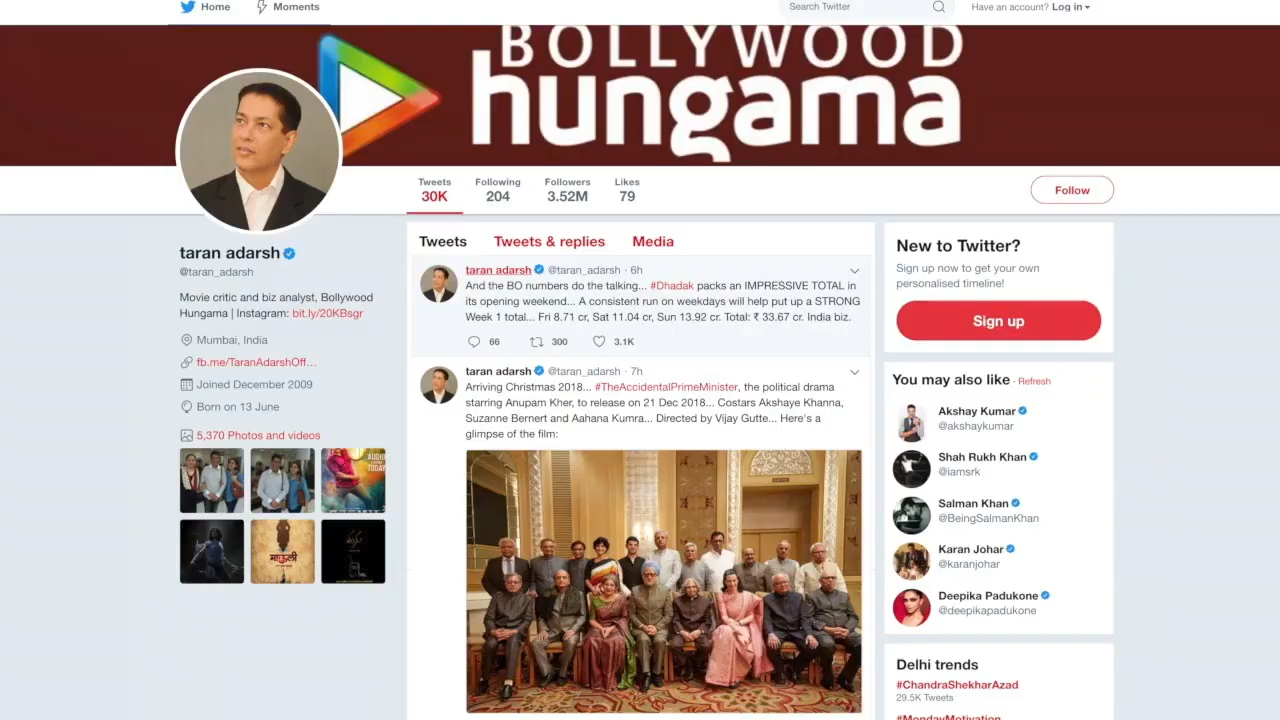 Home
Moments
Search Twitter
Have an account? Log in
BOLLYWOOD
hungama
Tweets
30K
Following
204
Followers
3.52M
Likes
79
Follow
taran adarsh
@taran_adarsh
Movie critic and biz analyst, Bollywood
Hungama | Instagram: bit.ly/20KBsgr
Mumbai, India
fb.me/TaranAdarshOff...
Joined December 2009
Born on 13 June
5,370 Photos and videos
AUDIO
TODAY
माऊली
Tweets
Tweets & replies
Media
taran adarsh @taran_adarsh · 6h
And the BO numbers do the talking... #Dhadak packs an IMPRESSIVE TOTAL in
its opening weekend... A consistent run on weekdays will help put up a STRONG
Week 1 total... Fri 8.71 cr, Sat 11.04 cr, Sun 13.92 cr. Total: ₹ 33.67 cr. India biz.
66
300
3.1K
taran adarsh @taran_adarsh · 7h
Arriving Christmas 2018... #TheAccidentalPrimeMinister, the political drama
starring Anupam Kher, to release on 21 Dec 2018... Costars Akshaye Khanna,
Suzanne Bernert and Aahana Kumra... Directed by Vijay Gutte... Here's a
glimpse of the film:
New to Twitter?
Sign up now to get your own
personalised timeline!
Sign up
You may also like · Refresh
Akshay Kumar
@akshaykumar
Shah Rukh Khan
@iamsrk
Salman Khan
@BeingSalmanKhan
Karan Johar
@karanjohar
Deepika Padukone
@deepikapadukone
Delhi trends
#ChandraShekharAzad
29.5K Tweets
#MondayMotivation